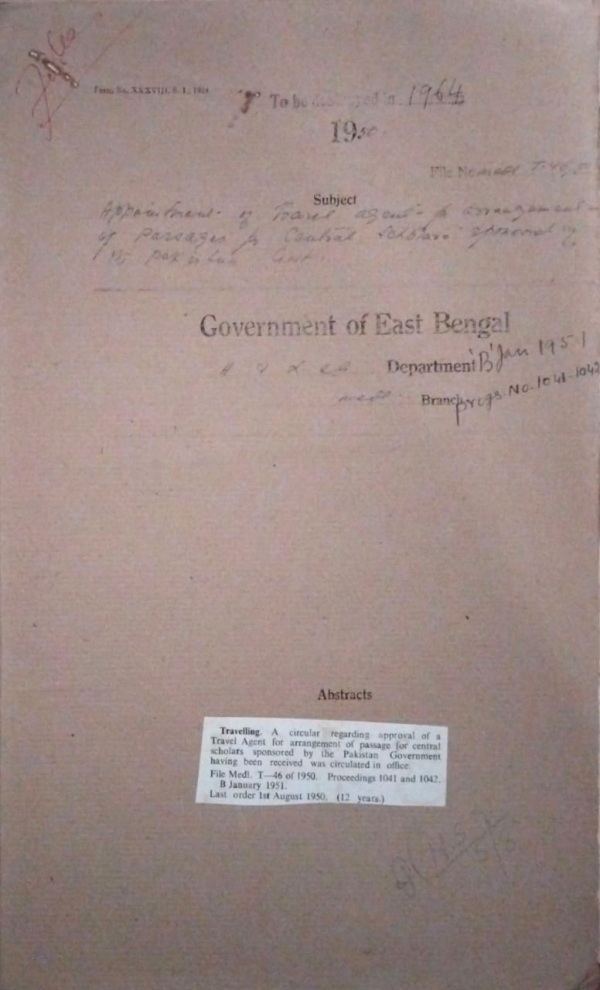 Form No. XXXVIII.
To be destroyed in 1964
1950
File No. Medl T-46
Subject
Appointment of Travel agent for arrangement
of Passages for Central Scholars sponsored by
the Pakistan Govt.
Government of East Bengal
Department 'B' Jan 1951
Medl. Branch Progs. No. 1041-1042
Abstracts
Travelling. A circular regarding approval of a
Travel Agent for arrangement of passage for central
scholars sponsored by the Pakistan Government
having been received was circulated in office.
File Medl. T—46 of 1950. Proceedings 1041 and 1042.
B January 1951.
Last order 1st August 1950. (12 years.)